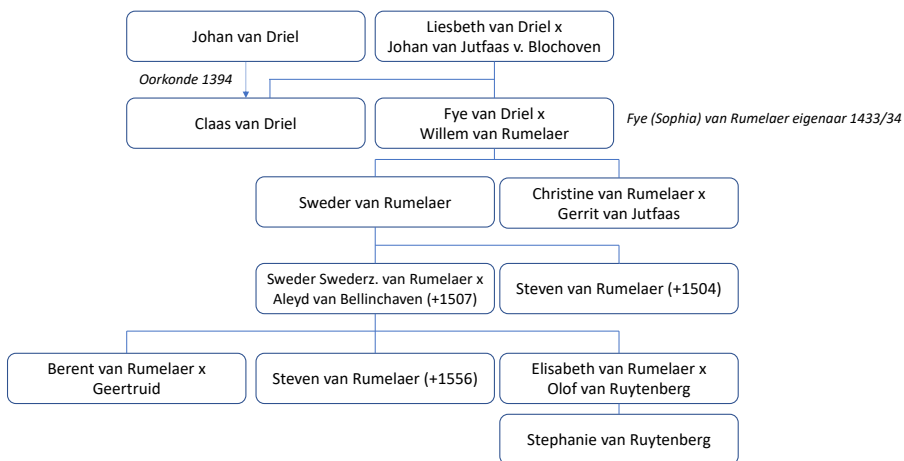 Johan van Driel
Liesbeth van Driel x
Johan van Jutfaas v. Blochoven
Oorkonde 1394
Claas van Driel
Fye van Driel x
Willem van Rumelaer
Fye (Sophia) van Rumelaer eigenaar 1433/34
Sweder van Rumelaer
Christine van Rumelaer x
Gerrit van Jutfaas
Sweder Swederz. van Rumelaer x
Aleyd van Bellinchaven (+1507)
Steven van Rumelaer (+1504)
Berent van Rumelaer x
Geertruid
Steven van Rumelaer (+1556)
Elisabeth van Rumelaer x
Olof van Ruytenberg
Stephanie van Ruytenberg